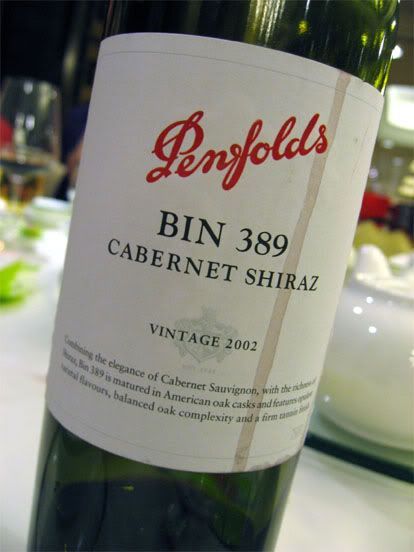 Penfolds
BIN 389
CABERNET SHIRAZ
VINTAGE 2002
Combining the elegance of Cabernet Sauvignon, with the richness of
Shiraz, Bin 389 is matured in American oak casks and features
flavours, balanced oak complexity and a firm tannin